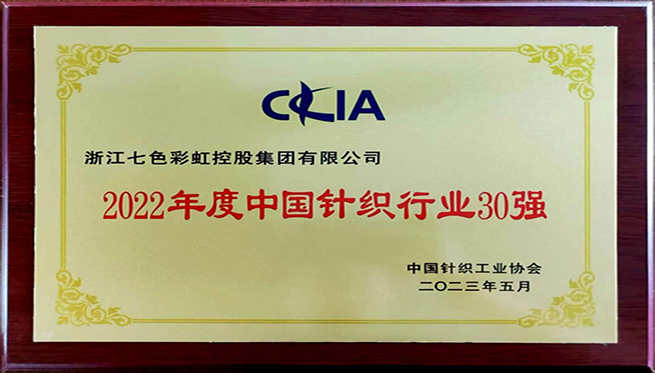 CKIA
浙江七色彩虹控股集团有限公司
2022年度中国针织行业30强
中国针织工业协会
二〇二三年五月